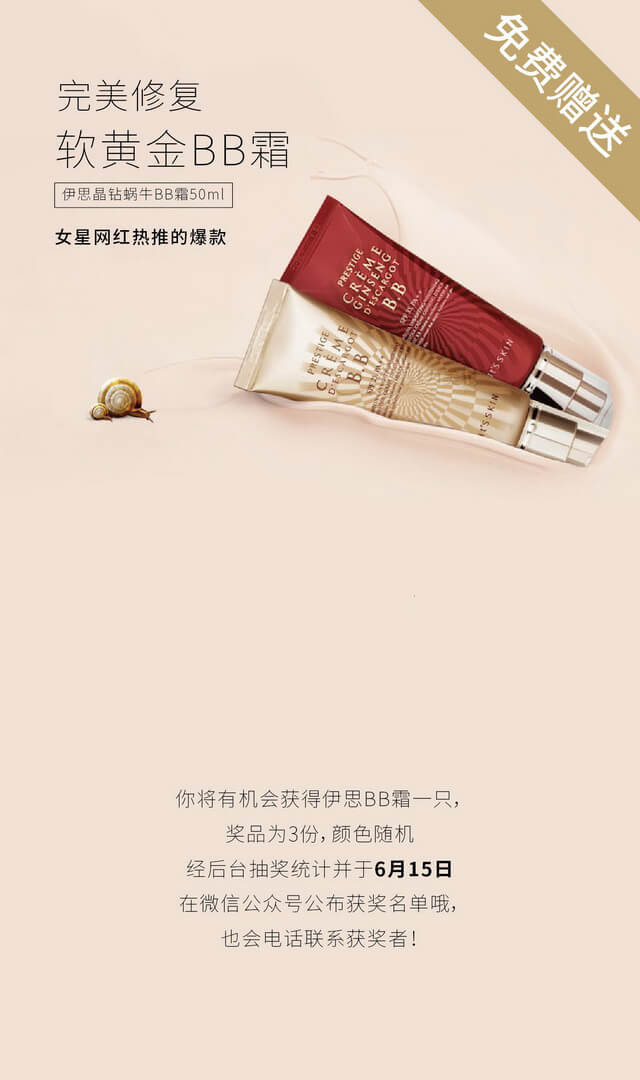 免费赠送
完美修复
软黄金BB霜
伊思晶钻蜗牛BB霜50ml
女星网红热推的爆款
PRESTIGE
CRÈME
GINSENG
D'ESCARGOT
BB
IT'S SKIN
PRESTIGE
CRÈME
D'ESCARGOT
BB
IT'S SKIN
你将有机会获得伊思BB霜一只，
奖品为3份，颜色随机
经后台抽奖统计并于6月15日
在微信公众号公布获奖名单哦，
也会电话联系获奖者！